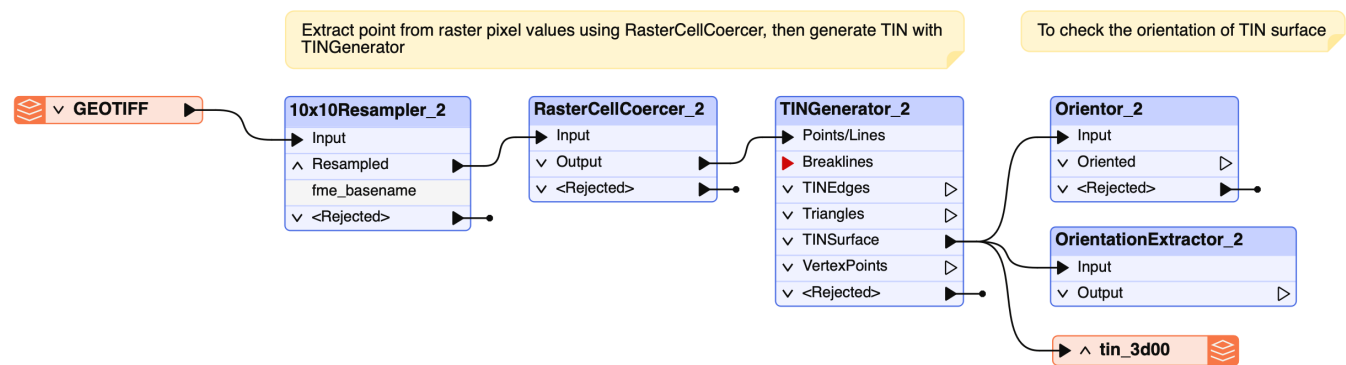 Extract point from raster pixel values using RasterCellCoercer, then generate TIN with
TINGenerator
To check the orientation of TIN surface
GEOTIFF
10x10Resampler_2
Input
Resampled
fme_basename
<Rejected>
RasterCellCoercer_2
Input
Output
<Rejected>
TINGenerator_2
Points/Lines
Breaklines
TINEdges
Triangles
TINSurface
VertexPoints
<Rejected>
Orientor_2
Input
Oriented
<Rejected>
OrientationExtractor_2
Input
Output
tin_3d00